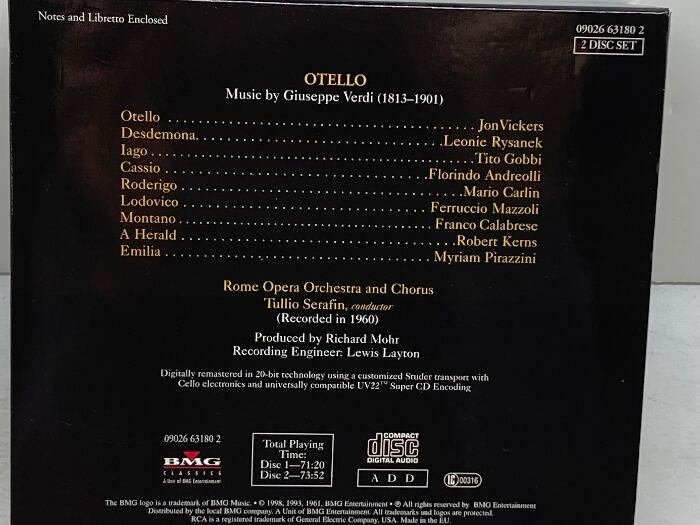 Notes and Libretto Enclosed
09026 63180 2
2 DISC SET
OTELLO
Music by Giuseppe Verdi (1813–1901)
Otello . . . . . . . . . . . . . . . . . . . . JonVickers
Desdemona. . . . . . . . . . . . . . . . . . . . Leonie Rysanek
Iago . . . . . . . . . . . . . . . . . . . . Tito Gobbi
Cassio . . . . . . . . . . . . . . . . . . . . Florindo Andreolli
Roderigo . . . . . . . . . . . . . . . . . . . . Mario Carlin
Lodovico . . . . . . . . . . . . . . . . . . . . Ferruccio Mazzoli
Montano . . . . . . . . . . . . . . . . . . . . Franco Calabrese
A Herald . . . . . . . . . . . . . . . . . . . . Robert Kerns
Emilia . . . . . . . . . . . . . . . . . . . . Myriam Pirazzini
Rome Opera Orchestra and Chorus
Tullio Serafin, conductor
(Recorded in 1960)
Produced by Richard Mohr
Recording Engineer: Lewis Layton
Digitally remastered in 20-bit technology using a customized Studer transport with
Cello electronics and universally compatible UV22™ Super CD Encoding
09026 63180 2
BMG
CLASSICS
A Unit of BMG Entertainment
Total Playing
Time:
Disc 1—71:20
Disc 2—73:52
COMPACT
disc
DIGITAL AUDIO
A D D
LC 00316
The BMG logo is a trademark of BMG Music. • © 1998, 1993, 1961, BMG Entertainment • ℗ All rights reserved by BMG Entertainment
Distributed by the local BMG company. A Unit of BMG Entertainment. All trademarks and logos are protected.
RCA is a registered trademark of General Electric Company, USA. Made in the EU.